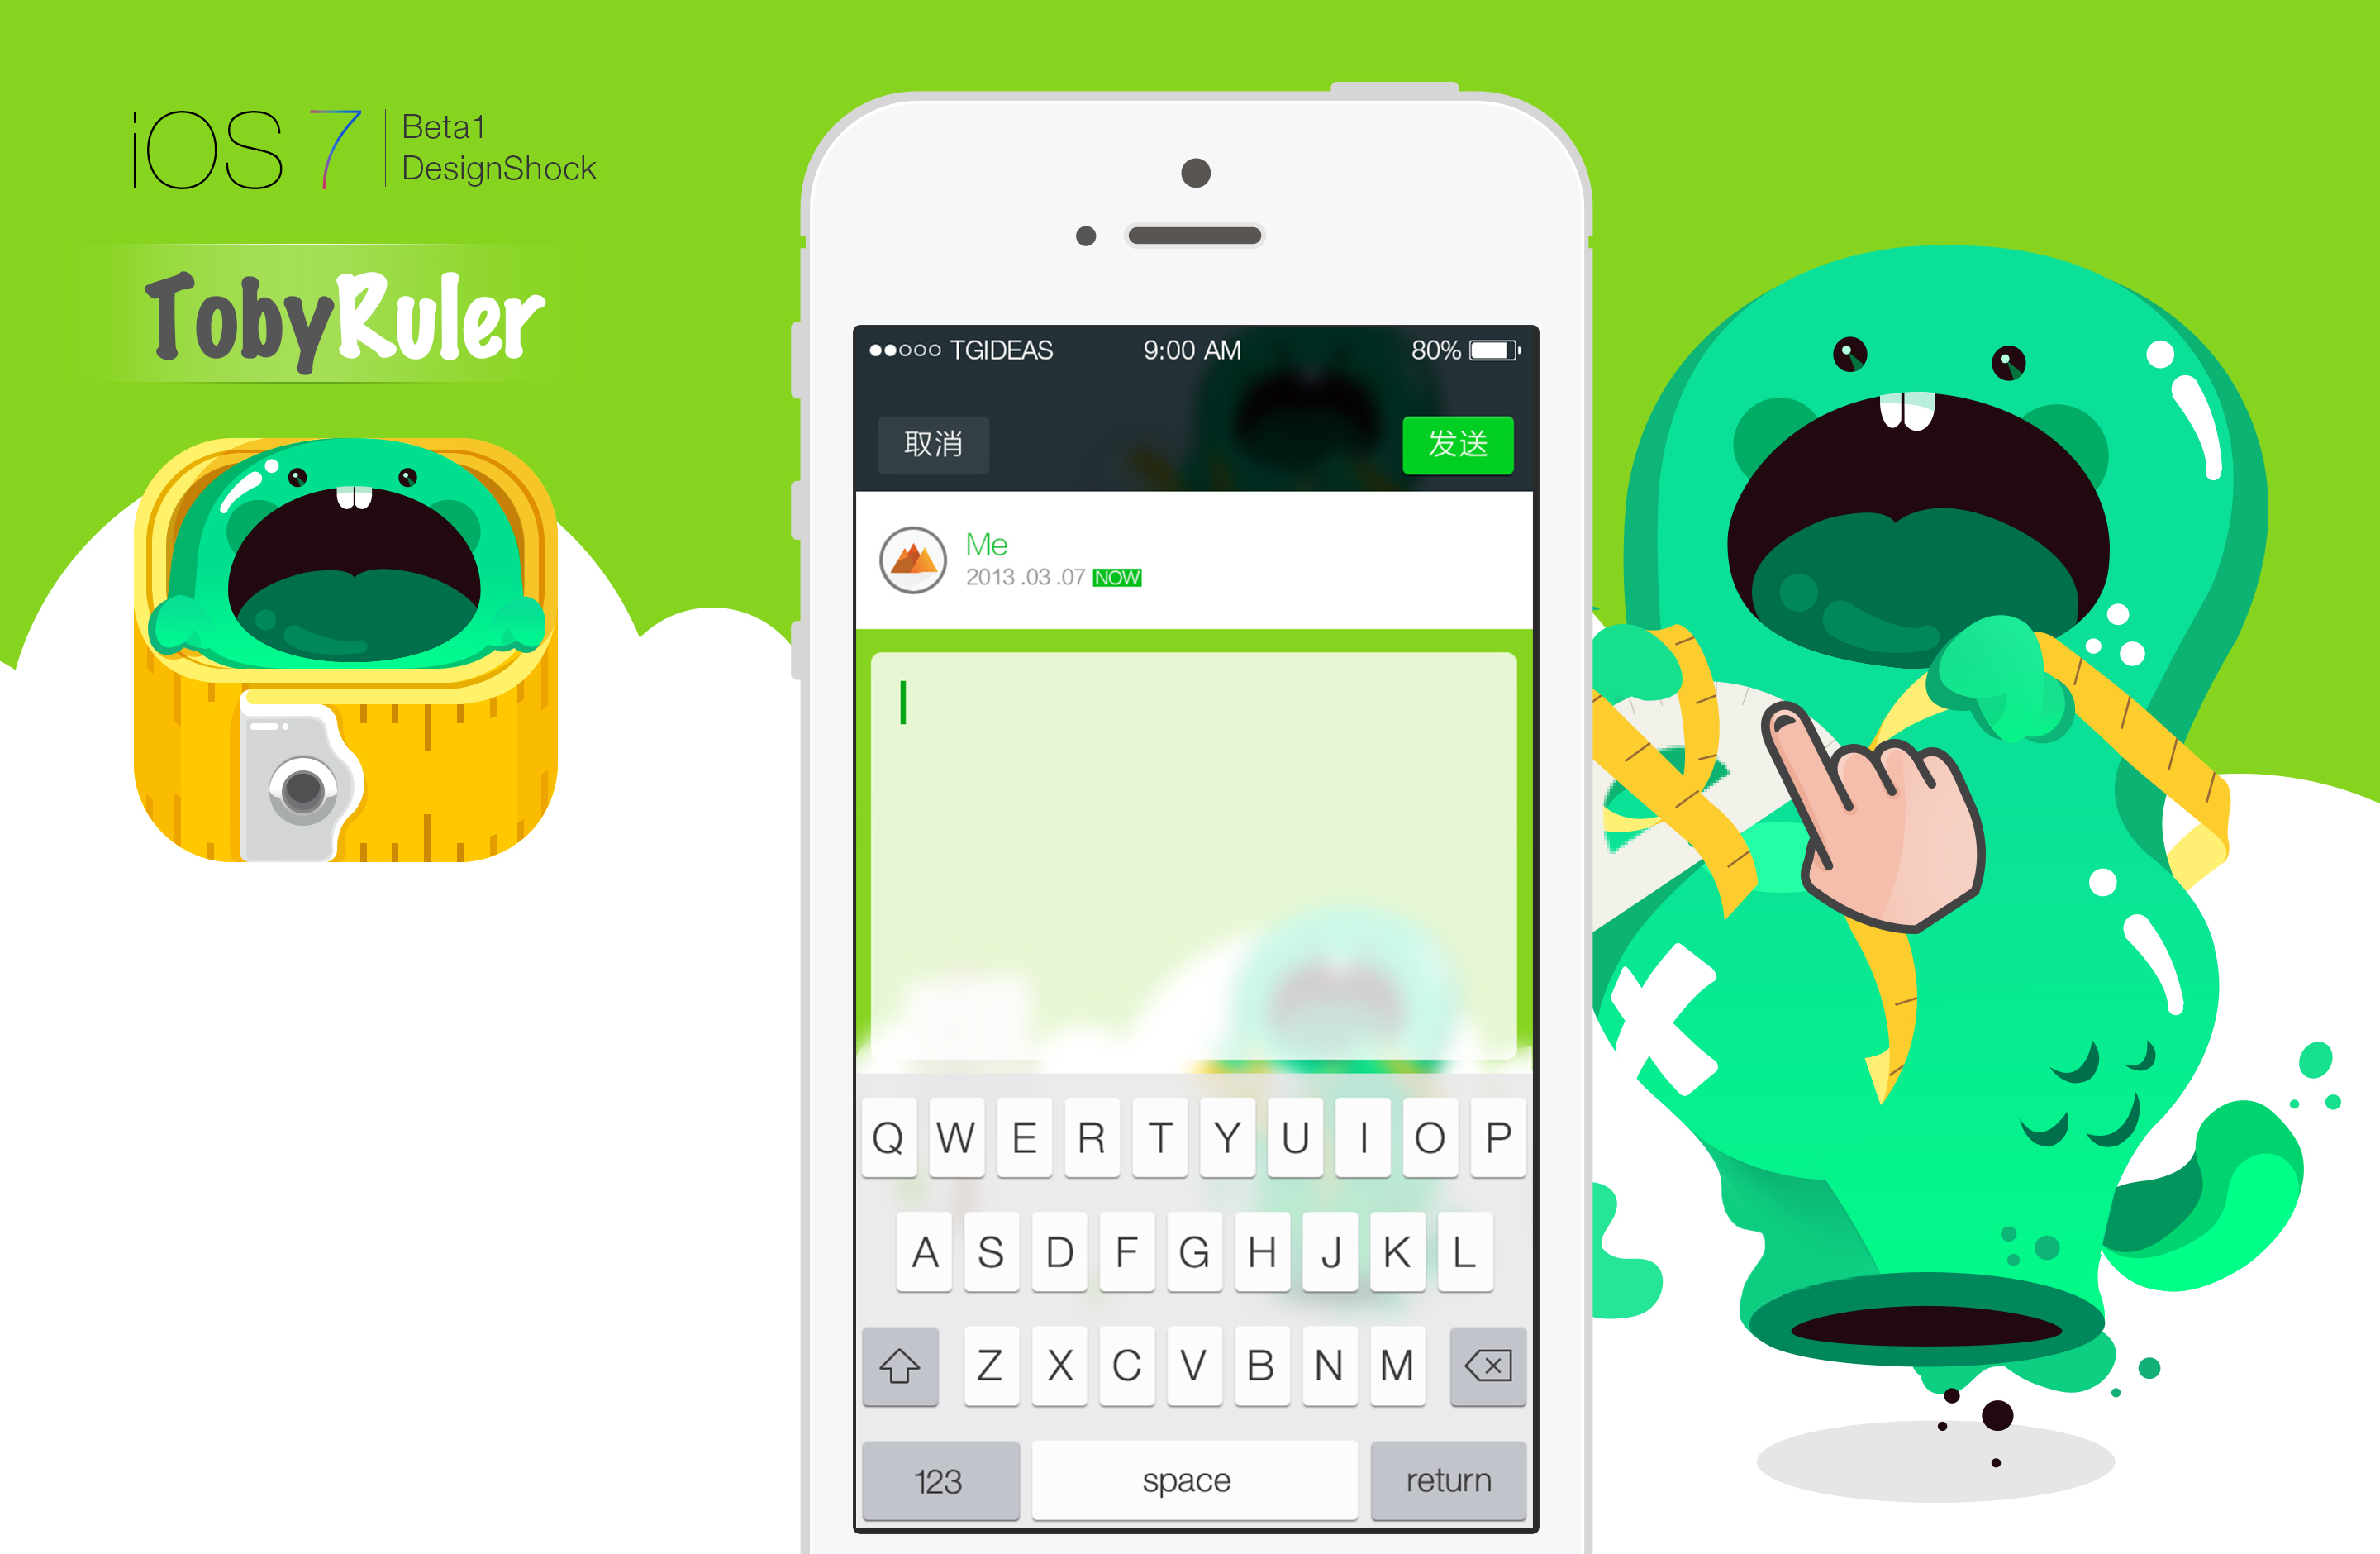 iOS 7
Beta1
DesignShock
TobyRuler
TGIDEAS 9:00 AM 80%
取消 发送
Me
2013 .03 .07 NOW
Q W E R T Y U I O P
A S D F G H J K L
Z X C V B N M
123 space return